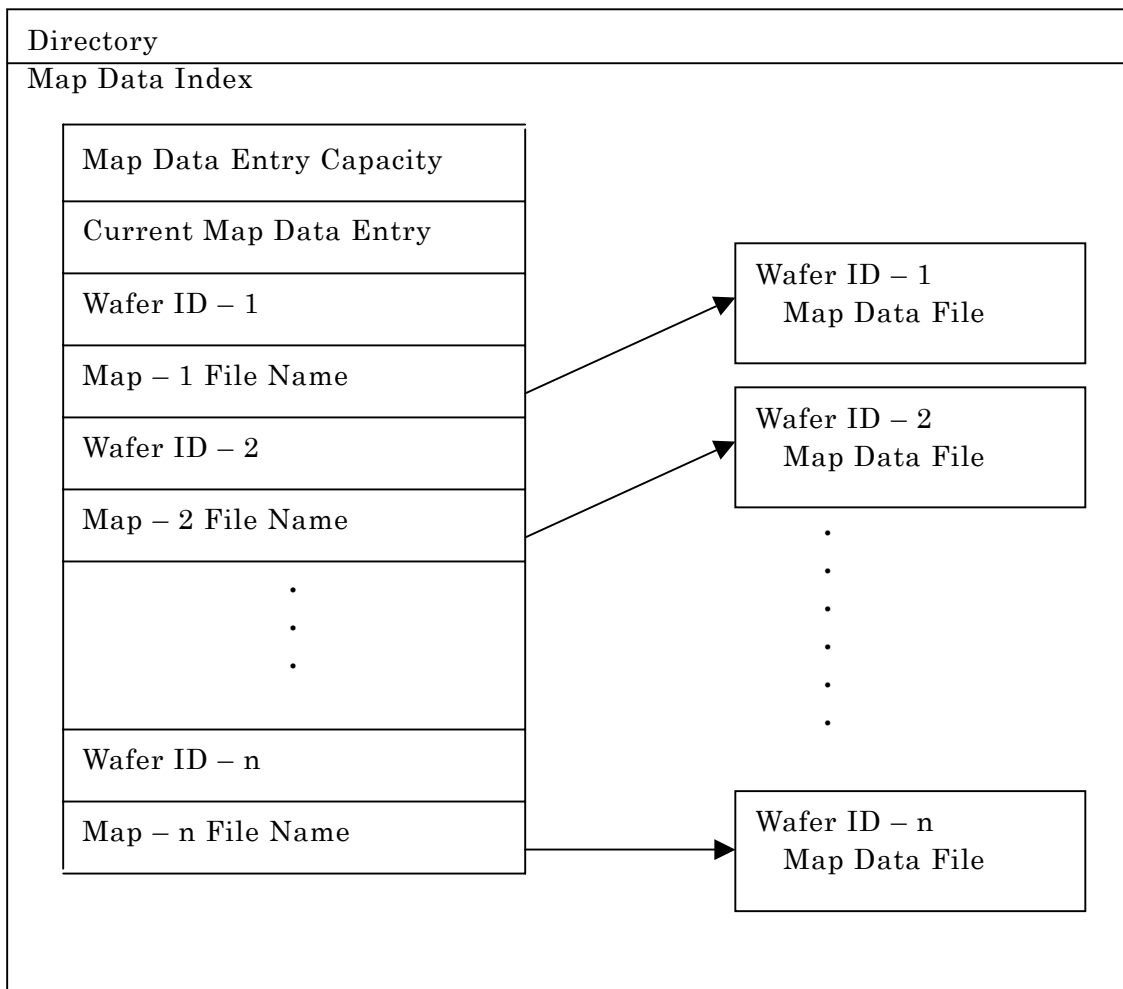 Directory
Map Data Index
Map Data Entry Capacity
Current Map Data Entry
Wafer ID – 1
Map – 1 File Name
Wafer ID – 2
Map – 2 File Name
Wafer ID – n
Map – n File Name
Wafer ID – 1
Map Data File
Wafer ID – 2
Map Data File
Wafer ID – n
Map Data File